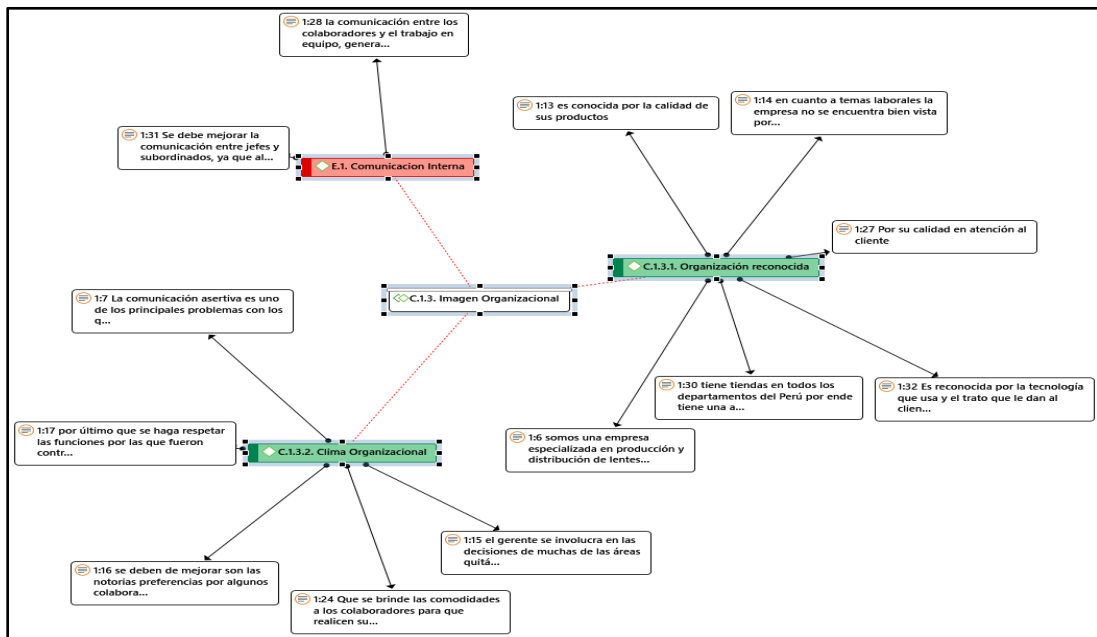 1:28 la comunicación entre los
colaboradores y el trabajo en
equipo, genera...
1:13 es conocida por la calidad de
sus productos
1:14 en cuanto a temas laborales la
empresa no se encuentra bien vista
por...
1:31 Se debe mejorar la
comunicación entre jefes y
subordinados, ya que al...
E.1. Comunicacion Interna
1:27 Por su calidad en atención al
cliente
C.1.3.1. Organización reconocida
C.1.3. Imagen Organizacional
1:7 La comunicación asertiva es uno
de los principales problemas con los
q...
1:30 tiene tiendas en todos los
departamentos del Perú por ende
tiene una a...
1:32 Es reconocida por la tecnología
que usa y el trato que le dan al
clien...
1:17 por último que se haga respetar
las funciones por las que fueron
contr...
C.1.3.2. Clima Organizacional
1:6 somos una empresa
especializada en producción y
distribución de lentes...
1:15 el gerente se involucra en las
decisiones de muchas de las áreas
quitá...
1:16 se deben de mejorar son las
notorias preferencias por algunos
colabora...
1:24 Que se brinde las comodidades
a los colaboradores para que
realicen su...